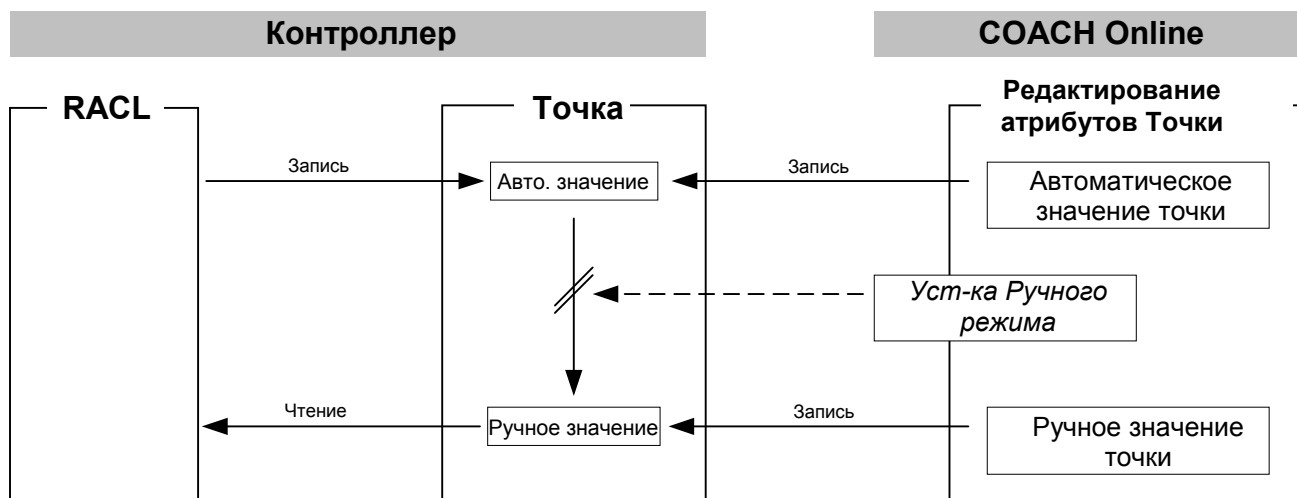 Контроллер
COACH Online
RACL
Точка
Редактирование
атрибутов Точки
Запись
Авто. значение
Запись
Автоматическое
значение точки
Уст-ка Ручного
режима
Чтение
Ручное значение
Запись
Ручное значение
точки